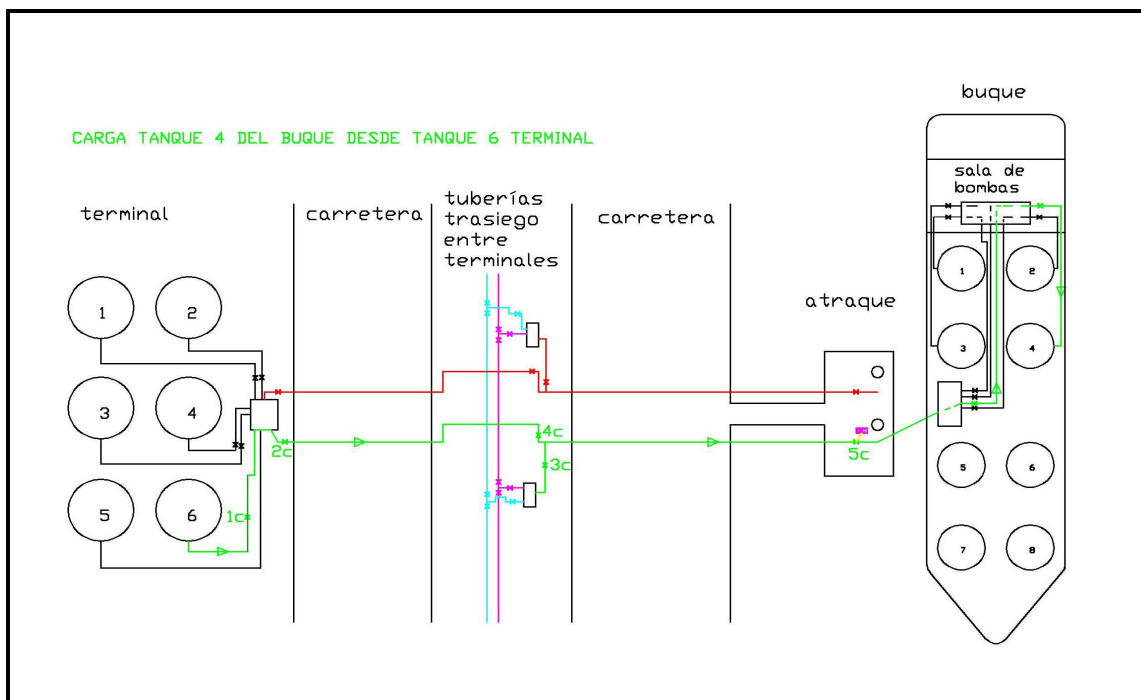 buque
CARGA TANQUE 4 DEL BUQUE DESDE TANQUE 6 TERMINAL
sala de
bombas
terminal
carretera
tuberías
trasiego
entre
terminales
carretera
atraque
1
2
3
4
5
6
1c
2c
4c
3c
5c
1
2
3
4
5
6
7
8